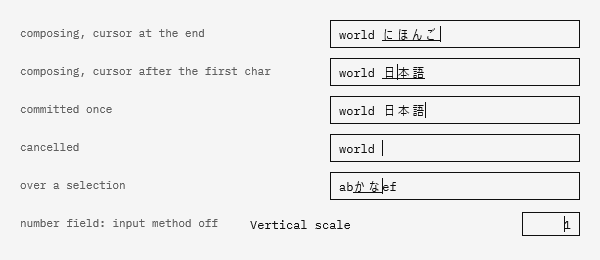 composing, cursor at the end world にほんご
composing, cursor after the first char world 日本語
committed once world 日本語
cancelled world
over a selection abかなef
number field: input method off Vertical scale 1